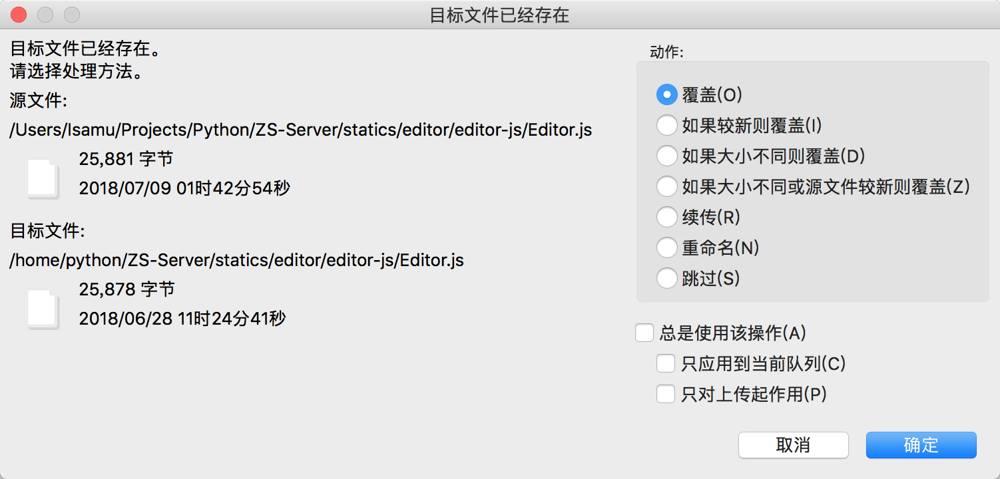 目标文件已经存在
目标文件已经存在。
请选择处理方法。
源文件:
/Users/Isamu/Projects/Python/ZS-Server/statics/editor/editor-js/Editor.js
25,881 字节
2018/07/09 01时42分54秒
目标文件:
/home/python/ZS-Server/statics/editor/editor-js/Editor.js
25,878 字节
2018/06/28 11时24分41秒
动作:
覆盖(O)
如果较新则覆盖(I)
如果大小不同则覆盖(D)
如果大小不同或源文件较新则覆盖(Z)
续传(R)
重命名(N)
跳过(S)
总是使用该操作(A)
只应用到当前队列(C)
只对上传起作用(P)
取消
确定